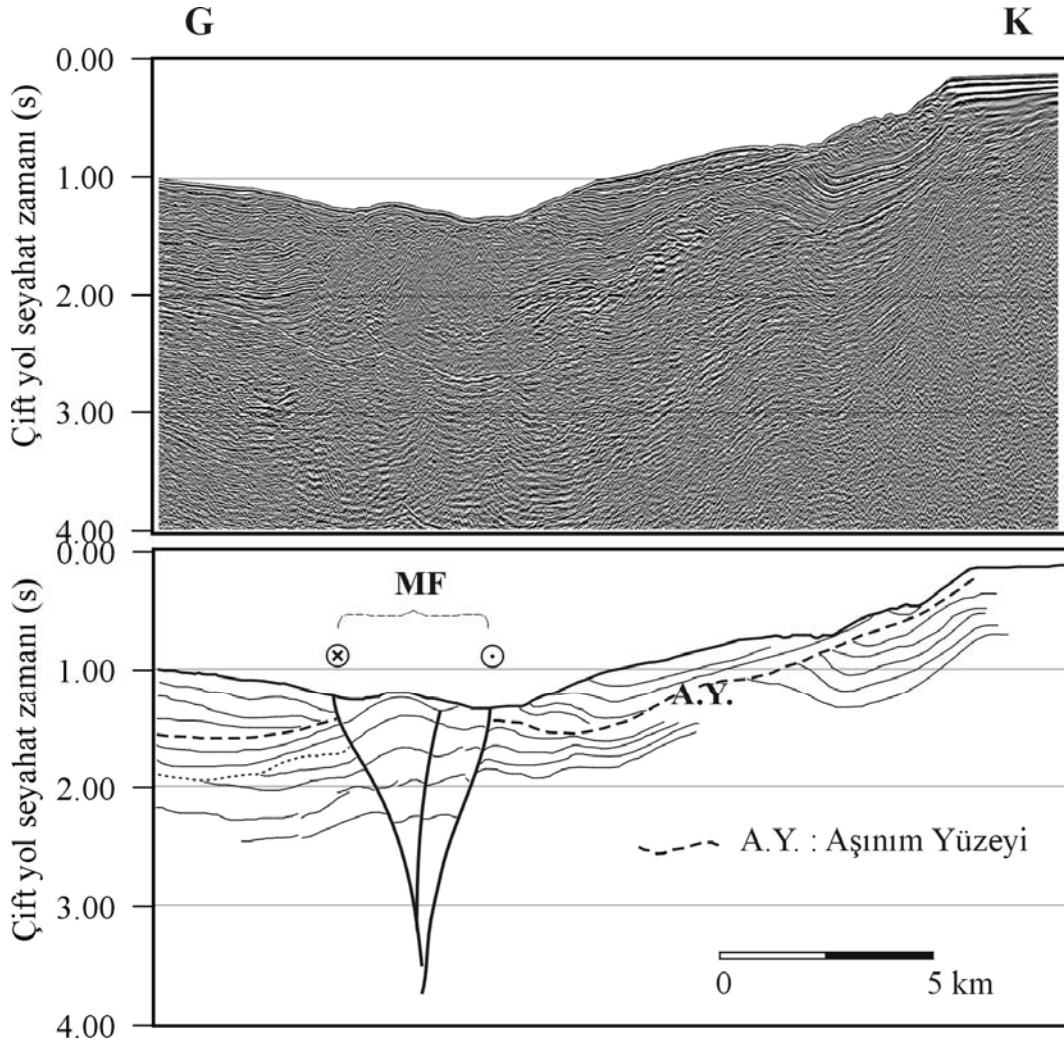 G K
Çift yol seyahat zamanı (s)
0.00
1.00
2.00
3.00
4.00
Çift yol seyahat zamanı (s)
0.00
1.00
2.00
3.00
4.00
MF
A.Y.
A.Y. : Aşınım Yüzeyi
0 5 km